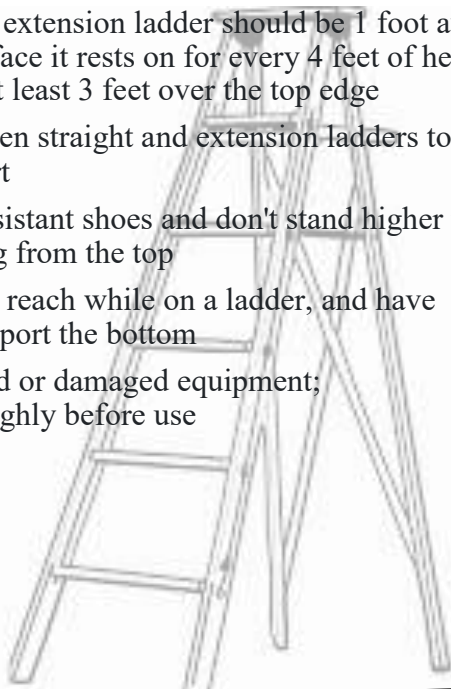 extension ladder should be 1 foot a
face it rests on for every 4 feet of he
t least 3 feet over the top edge
en straight and extension ladders to
rt
sistant shoes and don't stand higher
g from the top
reach while on a ladder, and have
port the bottom
d or damaged equipment;
ghly before use